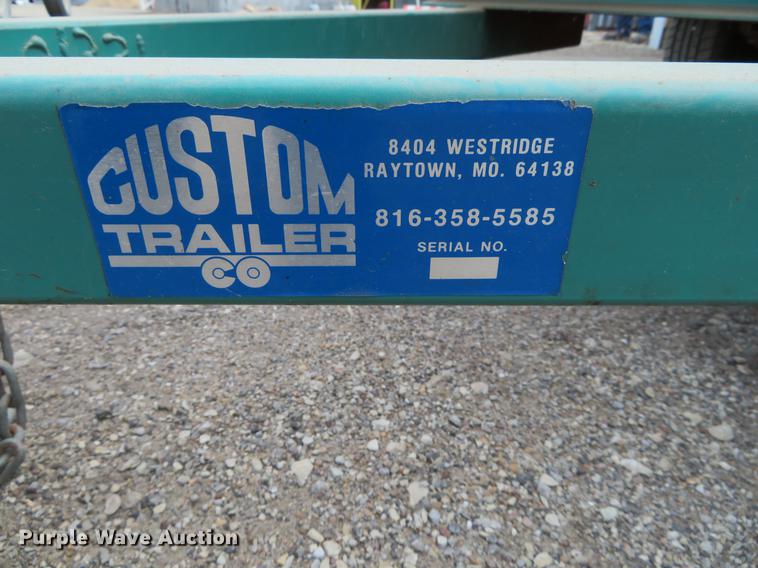 CUSTOM
TRAILER
CO
8404 WESTRIDGE
RAYTOWN, MO. 64138
816-358-5585
SERIAL NO.
Purple Wave Auction